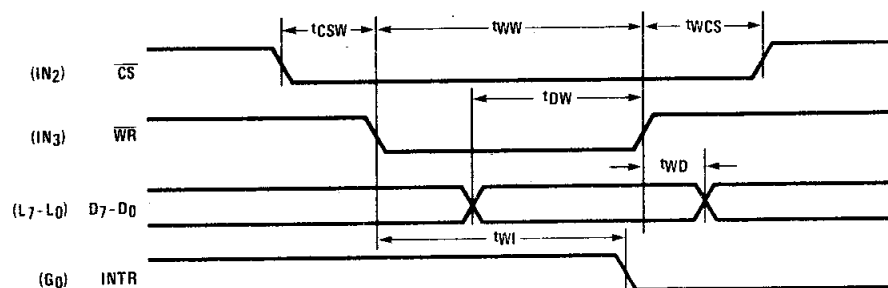 tCSW tWW tWCS
(IN2) CS
tDW
(IN3) WR
tWD
(L7-L0) D7-D0
tWI
(G0) INTR